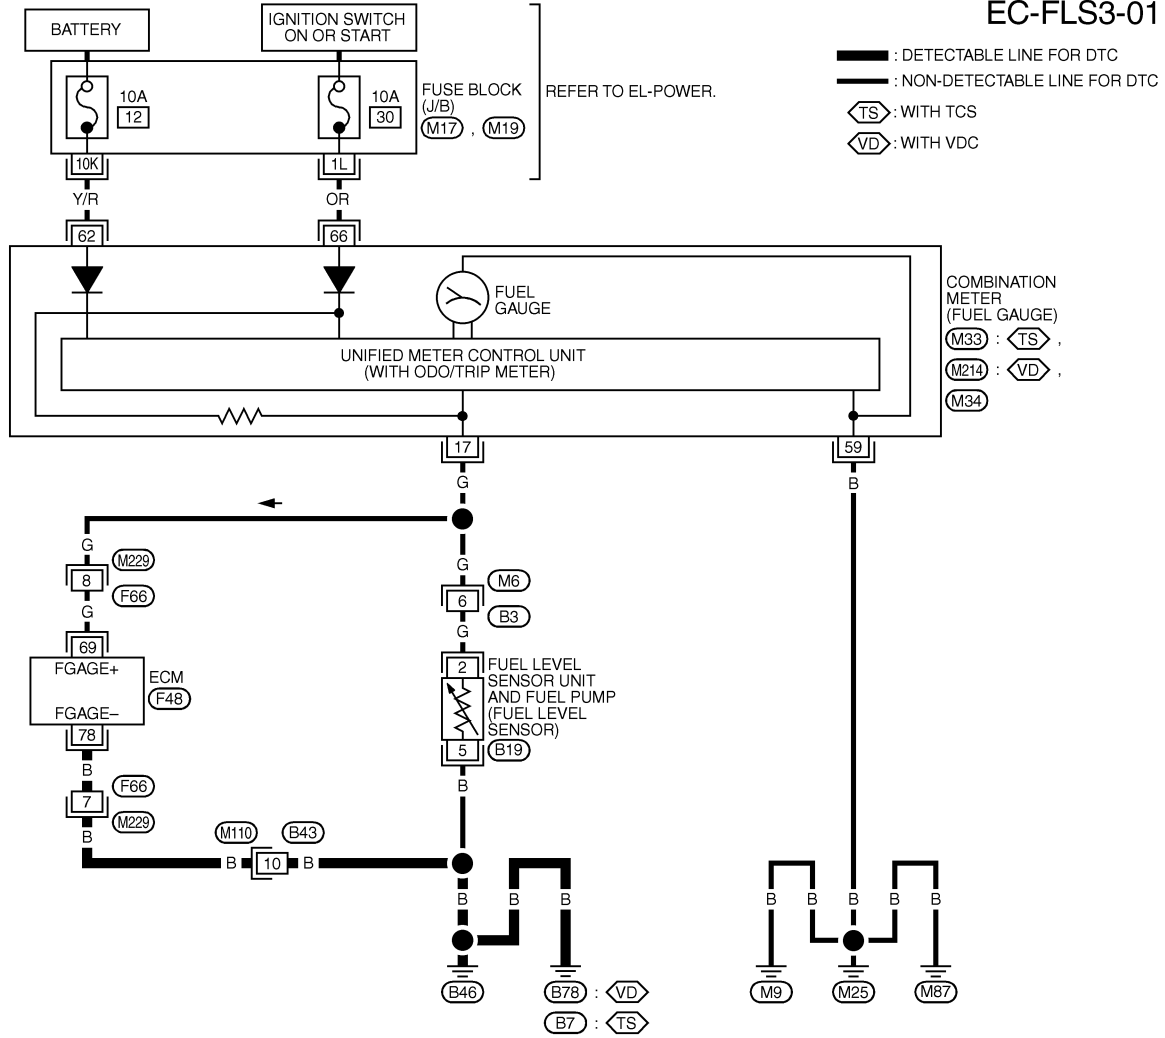 EC-FLS3-01
BATTERY
IGNITION SWITCH
ON OR START
: DETECTABLE LINE FOR DTC
: NON-DETECTABLE LINE FOR DTC
TS : WITH TCS
VD : WITH VDC
10A
12
10A
30
FUSE BLOCK
(J/B)
M17 , M19
REFER TO EL-POWER.
10K
1L
Y/R
OR
62
66
FUEL
GAUGE
COMBINATION
METER
(FUEL GAUGE)
M33 : TS ,
M214 : VD ,
M34
UNIFIED METER CONTROL UNIT
(WITH ODO/TRIP METER)
17
59
G
B
G
M229
8
F66
G
69
FGAGE+
FGAGE–
ECM
F48
78
B
F66
7
M229
B
G
M6
6
B3
G
2
FUEL LEVEL
SENSOR UNIT
AND FUEL PUMP
(FUEL LEVEL
SENSOR)
5
B19
B
M110
B43
B
10
B
B
B
B
B
B
B
B
B
B46
B78 : VD
B7 : TS
M9
M25
M87